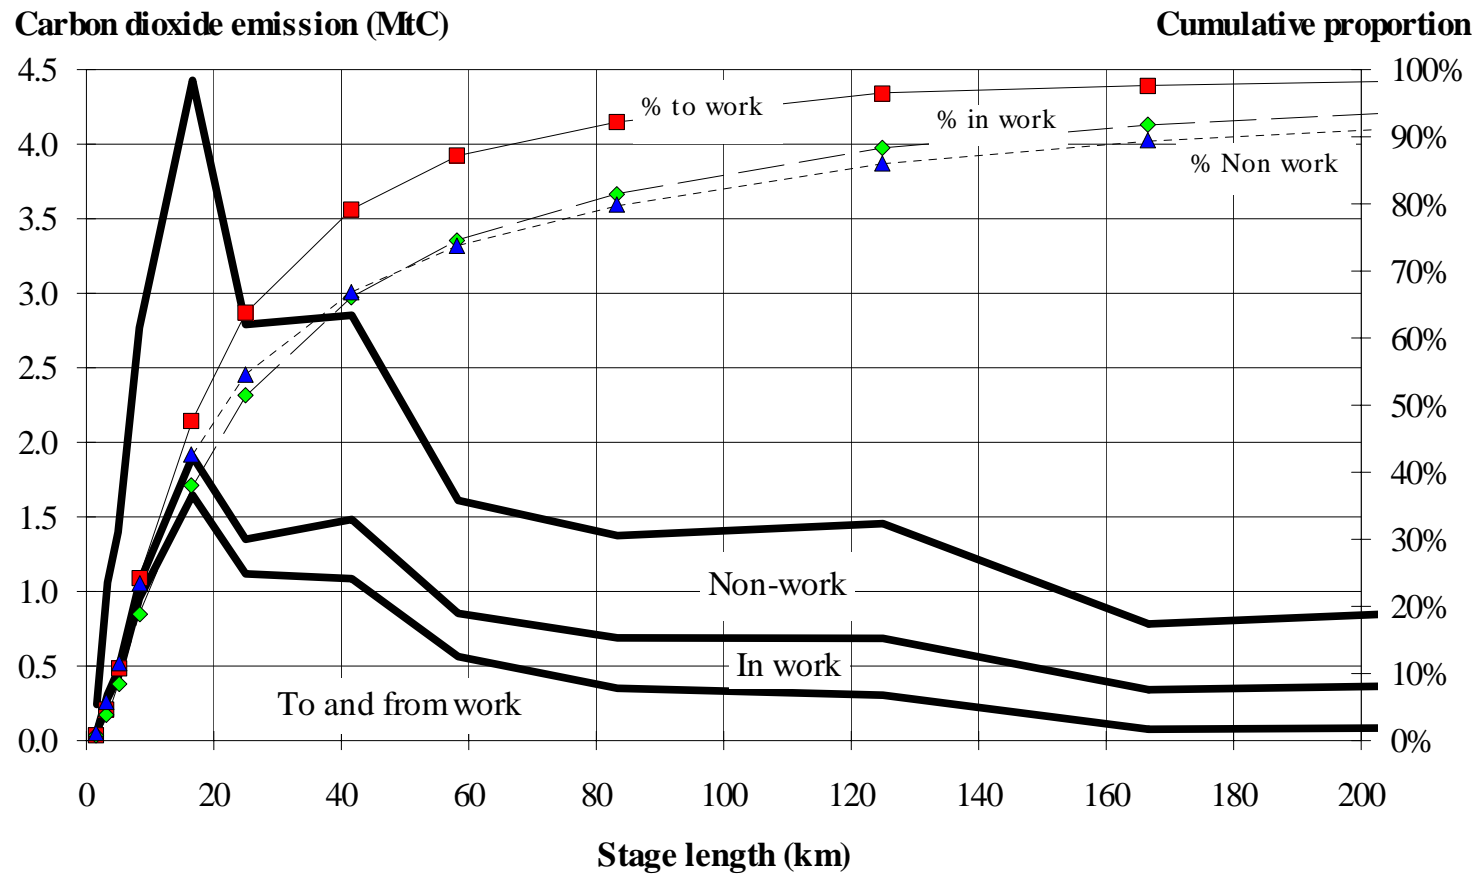 Carbon dioxide emission (MtC) Cumulative proportion
4.5 100%
% to work
% in work
4.0 90%
% Non work
3.5 80%
3.0 70%
60%
2.5
50%
2.0
40%
1.5 30%
Non-work
1.0 20%
In work
0.5 10%
To and from work
0.0 0%
0 20 40 60 80 100 120 140 160 180 200
Stage length (km)